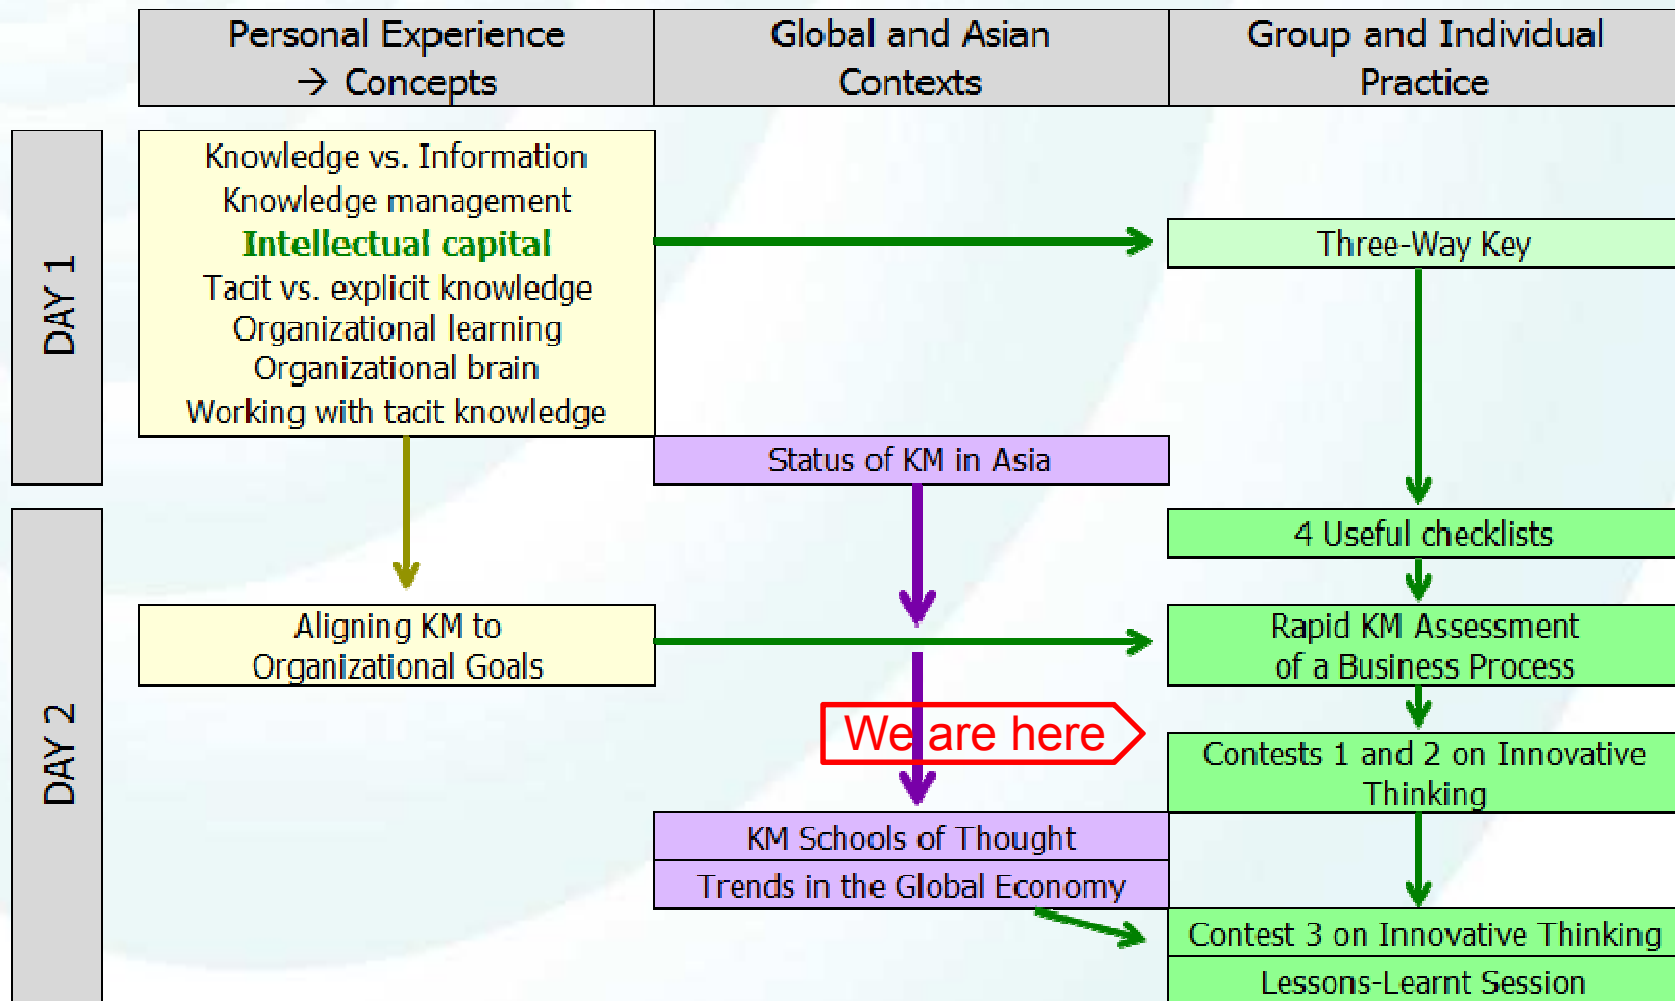 Personal Experience
→ Concepts
Global and Asian
Contexts
Group and Individual
Practice
DAY 1
Knowledge vs. Information
Knowledge management
Intellectual capital
Tacit vs. explicit knowledge
Organizational learning
Organizational brain
Working with tacit knowledge
Three-Way Key
Status of KM in Asia
DAY 2
4 Useful checklists
Aligning KM to
Organizational Goals
Rapid KM Assessment
of a Business Process
We are here
Contests 1 and 2 on Innovative
Thinking
KM Schools of Thought
Trends in the Global Economy
Contest 3 on Innovative Thinking
Lessons-Learnt Session